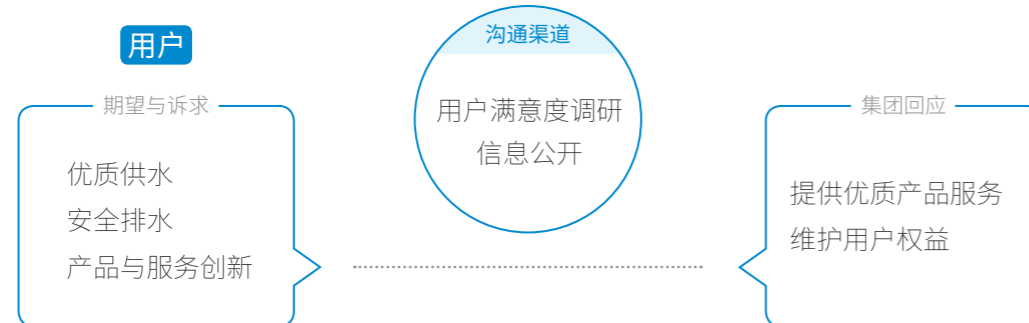 用户
期望与诉求
优质供水
安全排水
产品与服务创新
沟通渠道
用户满意度调研
信息公开
集团回应
提供优质产品服务
维护用户权益